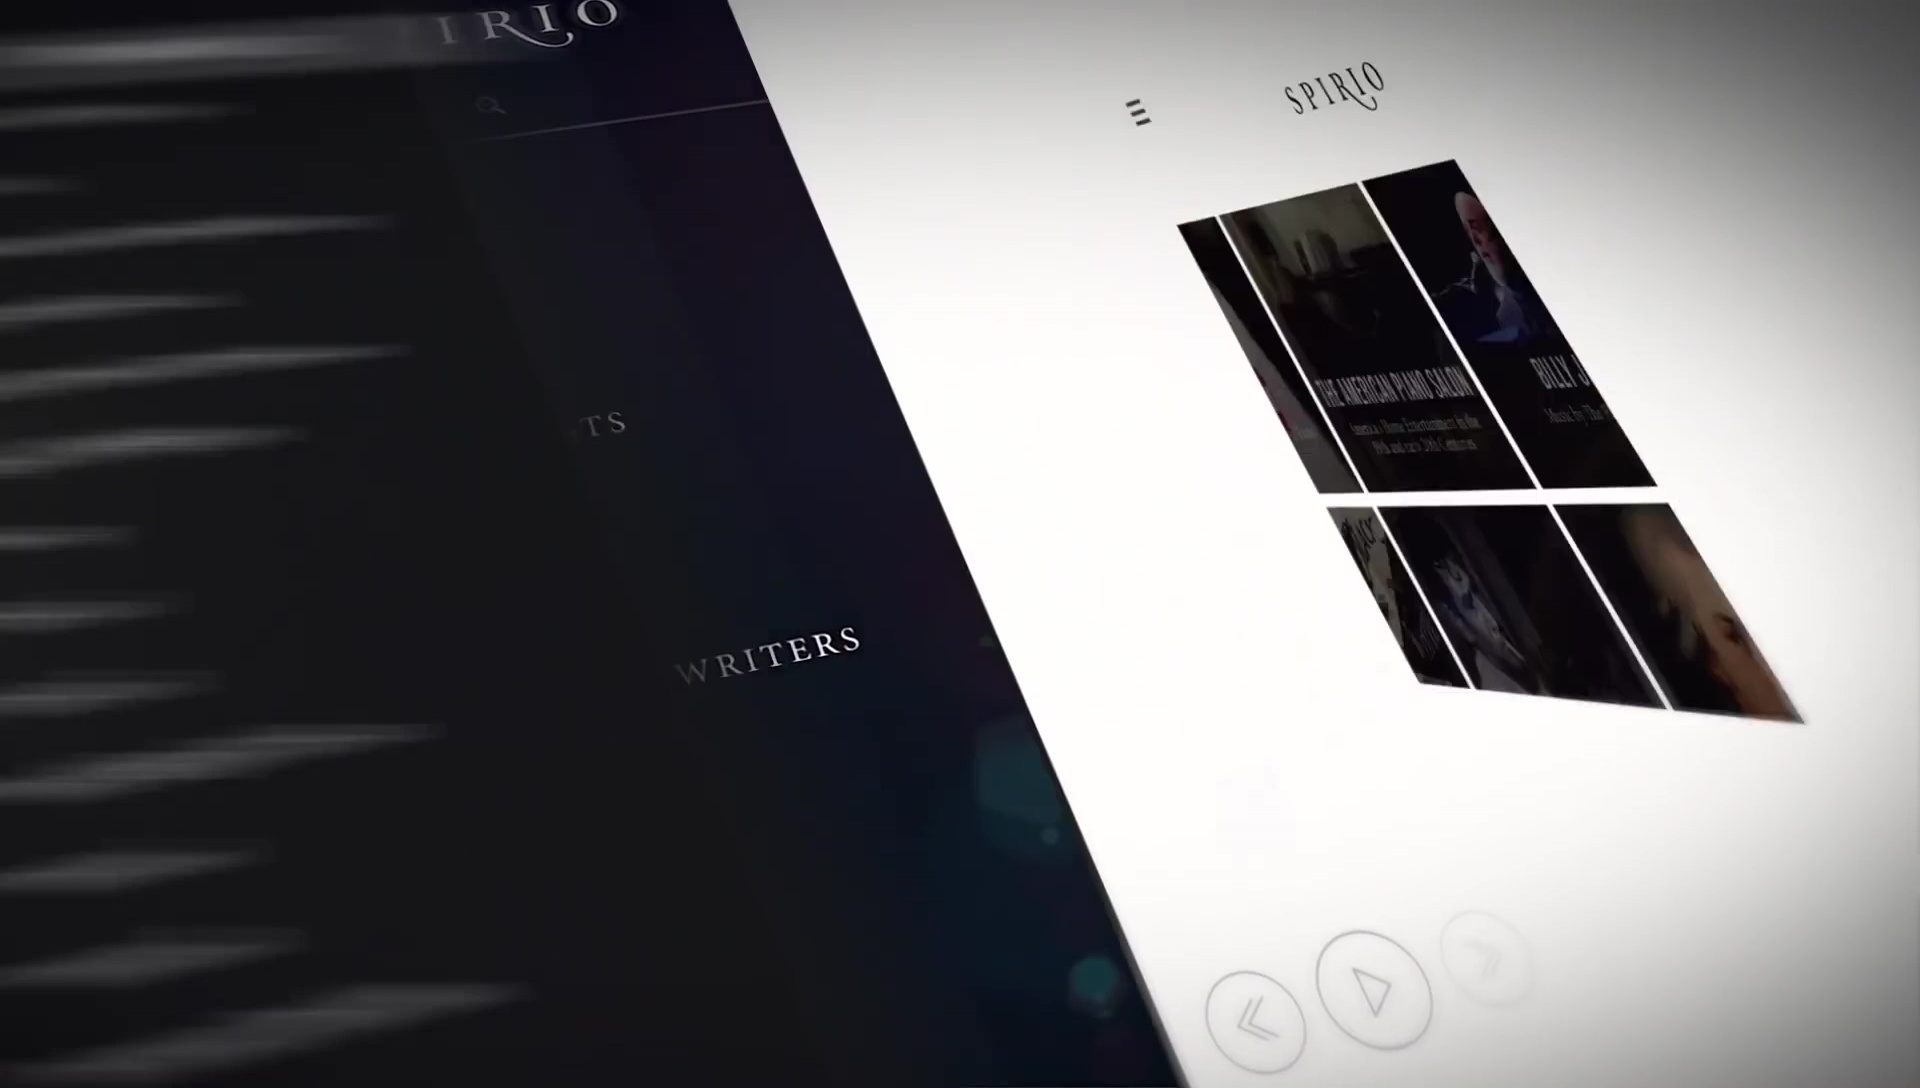 IRIO
TS
WRITERS
SPIRIO
THE AMERICAN PIANO SALON
America's Home Entertainment in the
19th and early 20th Centuries
BILLY J
Music by The